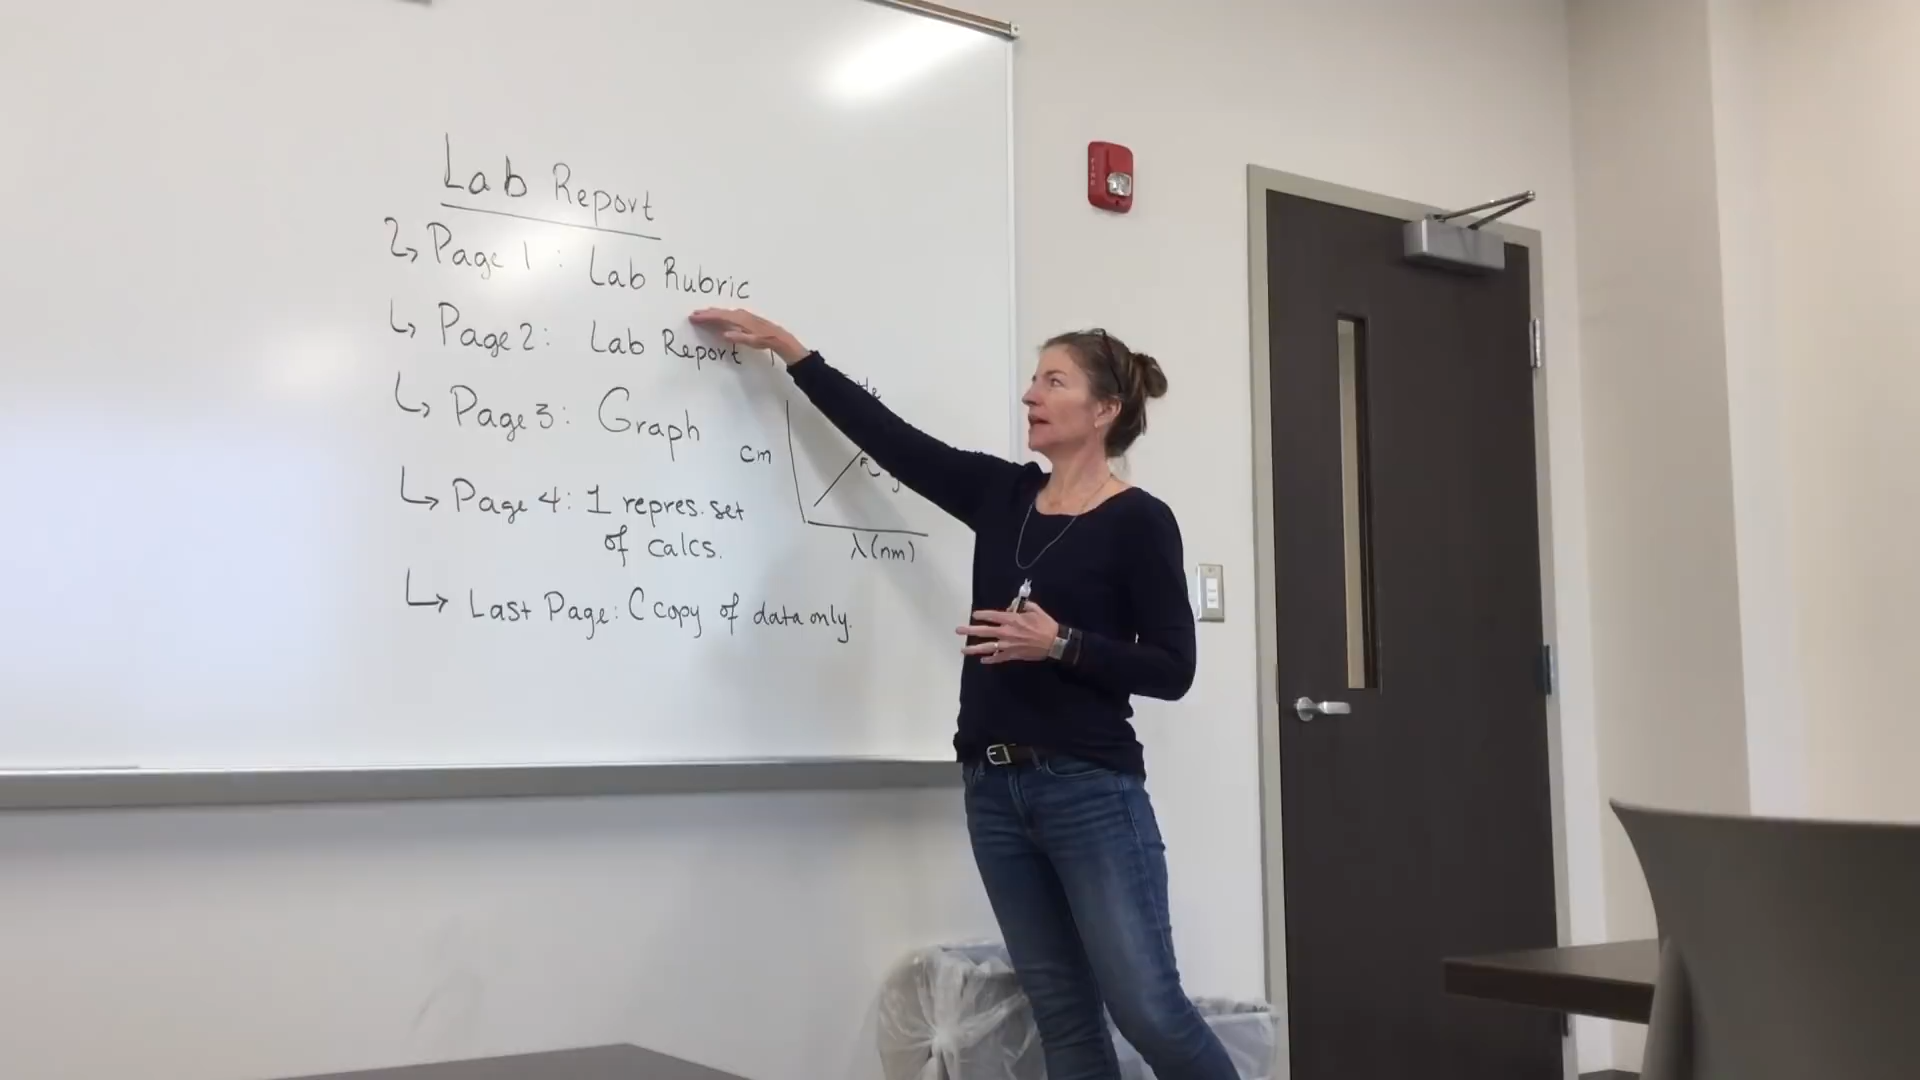 Lab Report
Page 1: Lab Rubric
Page 2: Lab Report
Page 3: Graph
cm
λ(nm)
Page 4: 1 repres. set
of calcs.
Last Page: C copy of data only.
FIRE